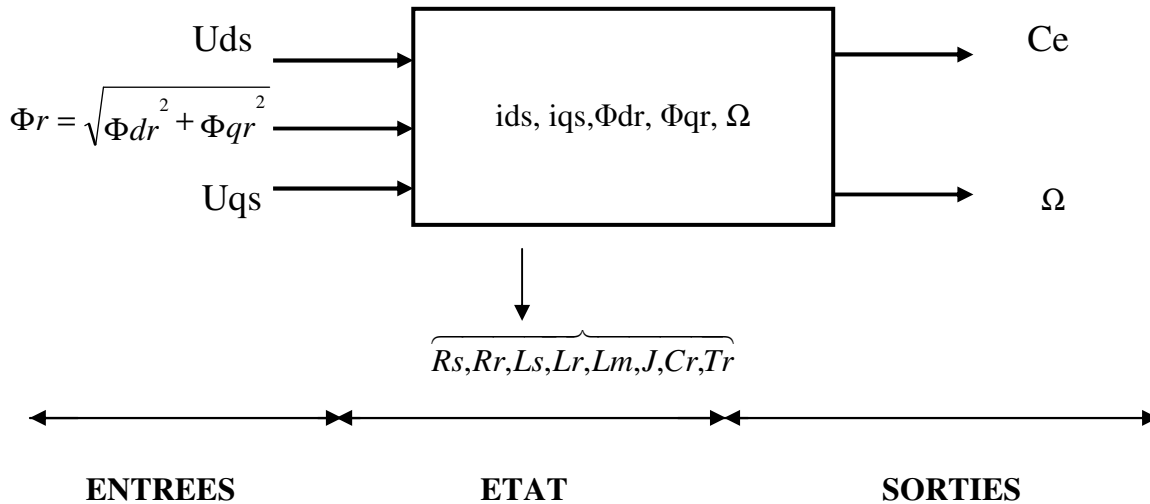 Uds
Φr = √(Φdr² + Φqr²)
Uqs
ids, iqs,Φdr, Φqr, Ω
Ce
Ω
Rs,Rr,Ls,Lr,Lm,J,Cr,Tr
ENTREES ETAT SORTIES